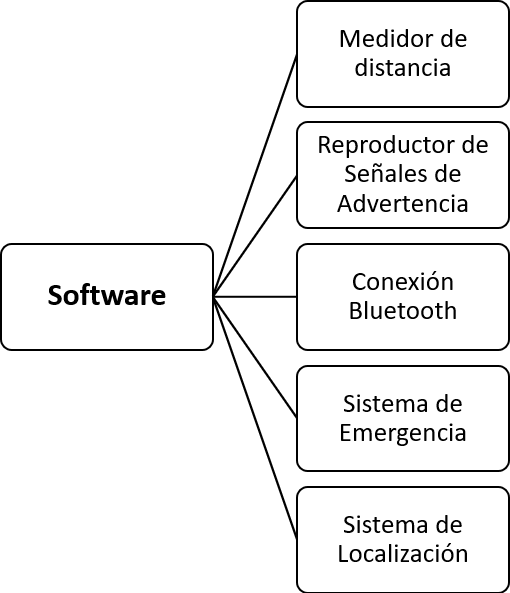 Medidor de
distancia
Reproductor de
Señales de
Advertencia
Software
Conexión
Bluetooth
Sistema de
Emergencia
Sistema de
Localización